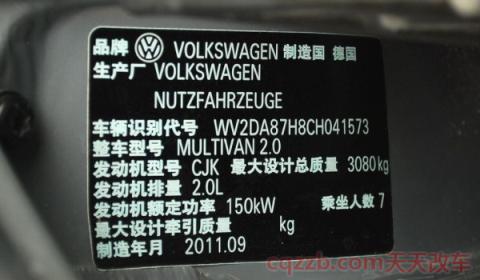 品牌 VOLKSWAGEN 制造国 德国
生产厂 VOLKSWAGEN
NUTZFAHRZEUGE
车辆识别代号 WV2DA87H8CH041573
整车型号 MULTIVAN 2.0
发动机型号 CJK 最大设计总质量 3080kg
发动机排量 2.0L
发动机额定功率 150kW 乘坐人数 7
最大设计牵引质量 kg
制造年月 2011.09
cqzzb.com天天改车